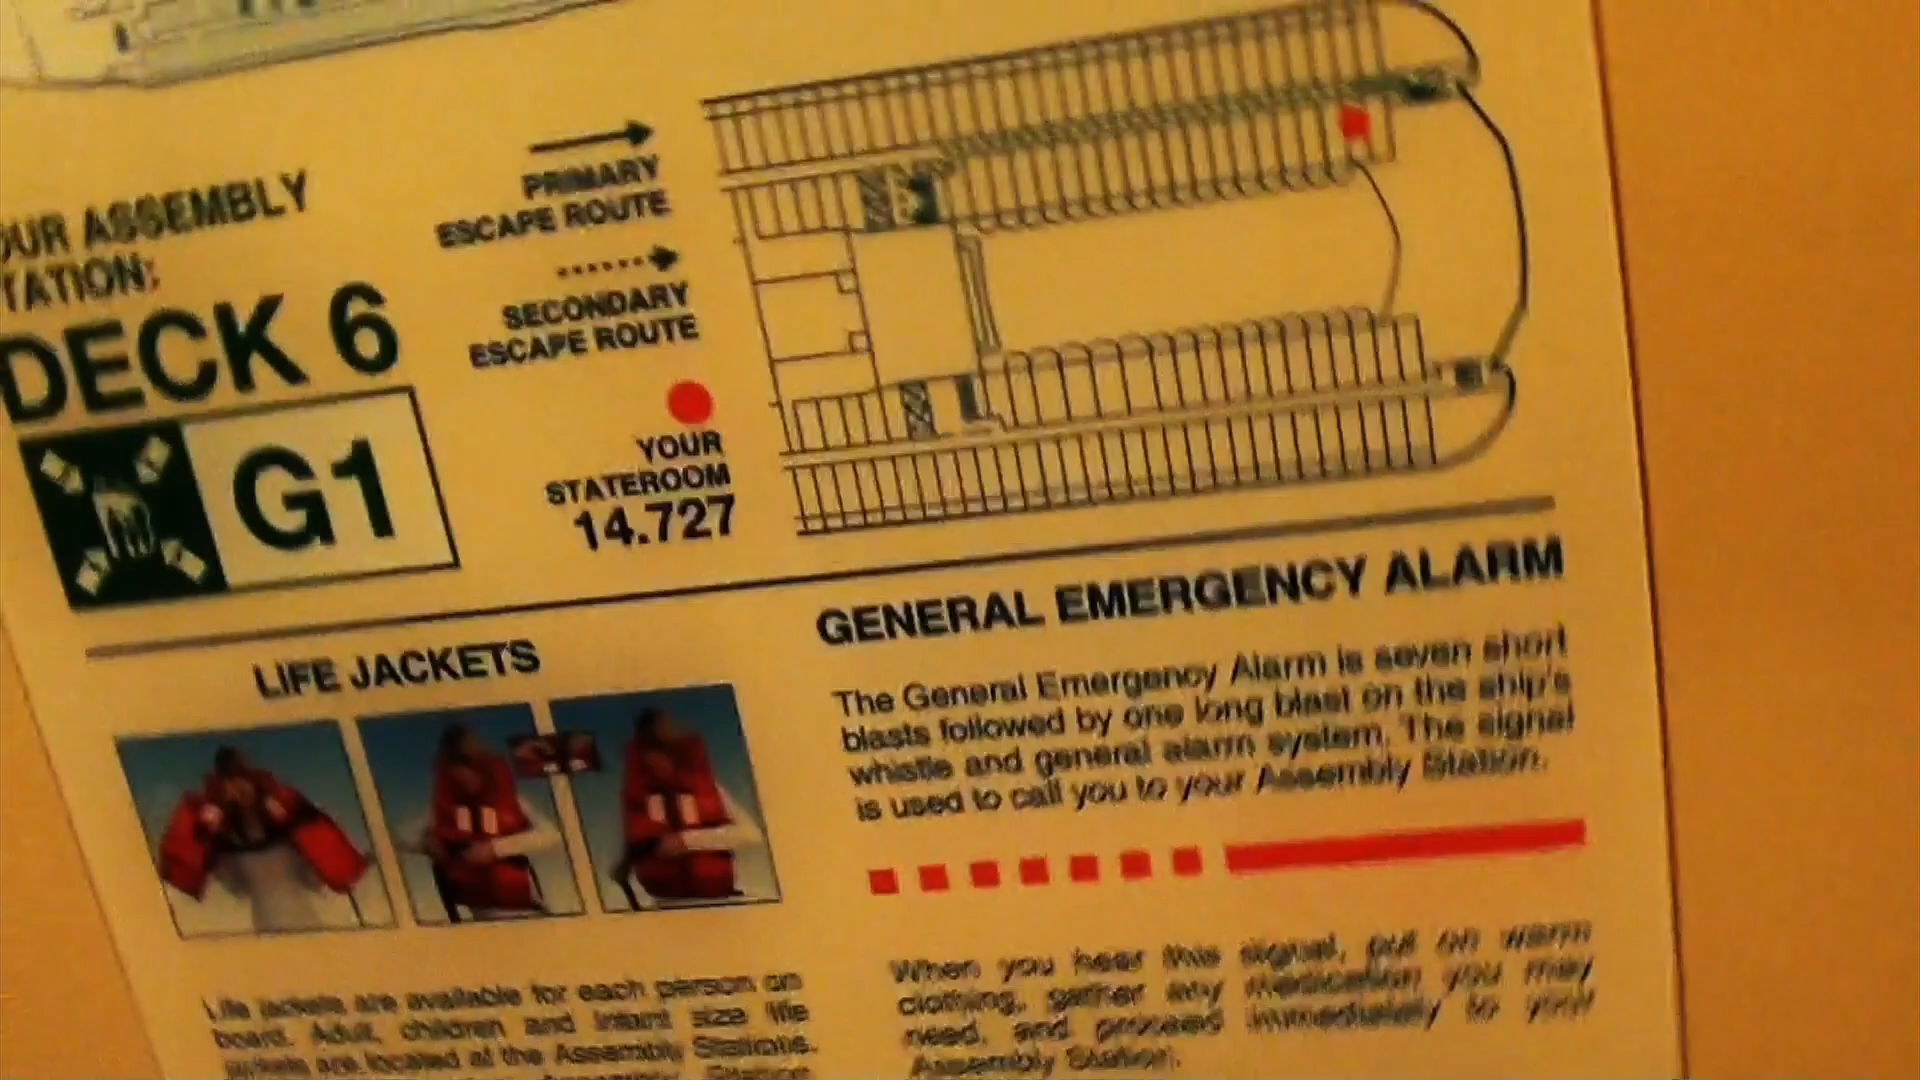 OUR ASSEMBLY
TATION:
DECK 6
G1
PRIMARY
ESCAPE ROUTE
SECONDARY
ESCAPE ROUTE
YOUR
STATEROOM
14.727
LIFE JACKETS
Life jackets are available for each person on
board. Adult, children and infant size life
jackets are located at the Assembly Stations.
Assembly Station
GENERAL EMERGENCY ALARM
The General Emergency Alarm is seven short
blasts followed by one long blast on the ship's
whistle and general alarm system. The signal
is used to call you to your Assembly Station.
When you hear this signal, put on warm
clothing, gather any medication you may
need, and proceed immediately to your
Assembly Station.